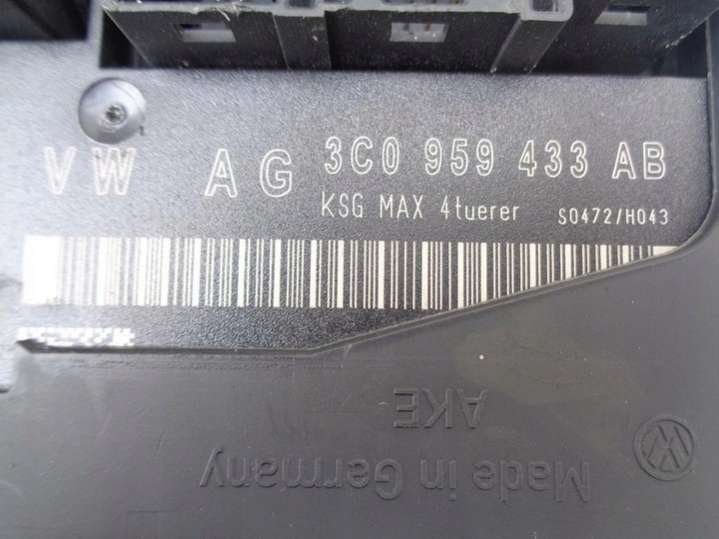 VW AG 3C0 959 433 AB
KSG MAX 4tuerer S0472/H043
AKE
Made in Germany